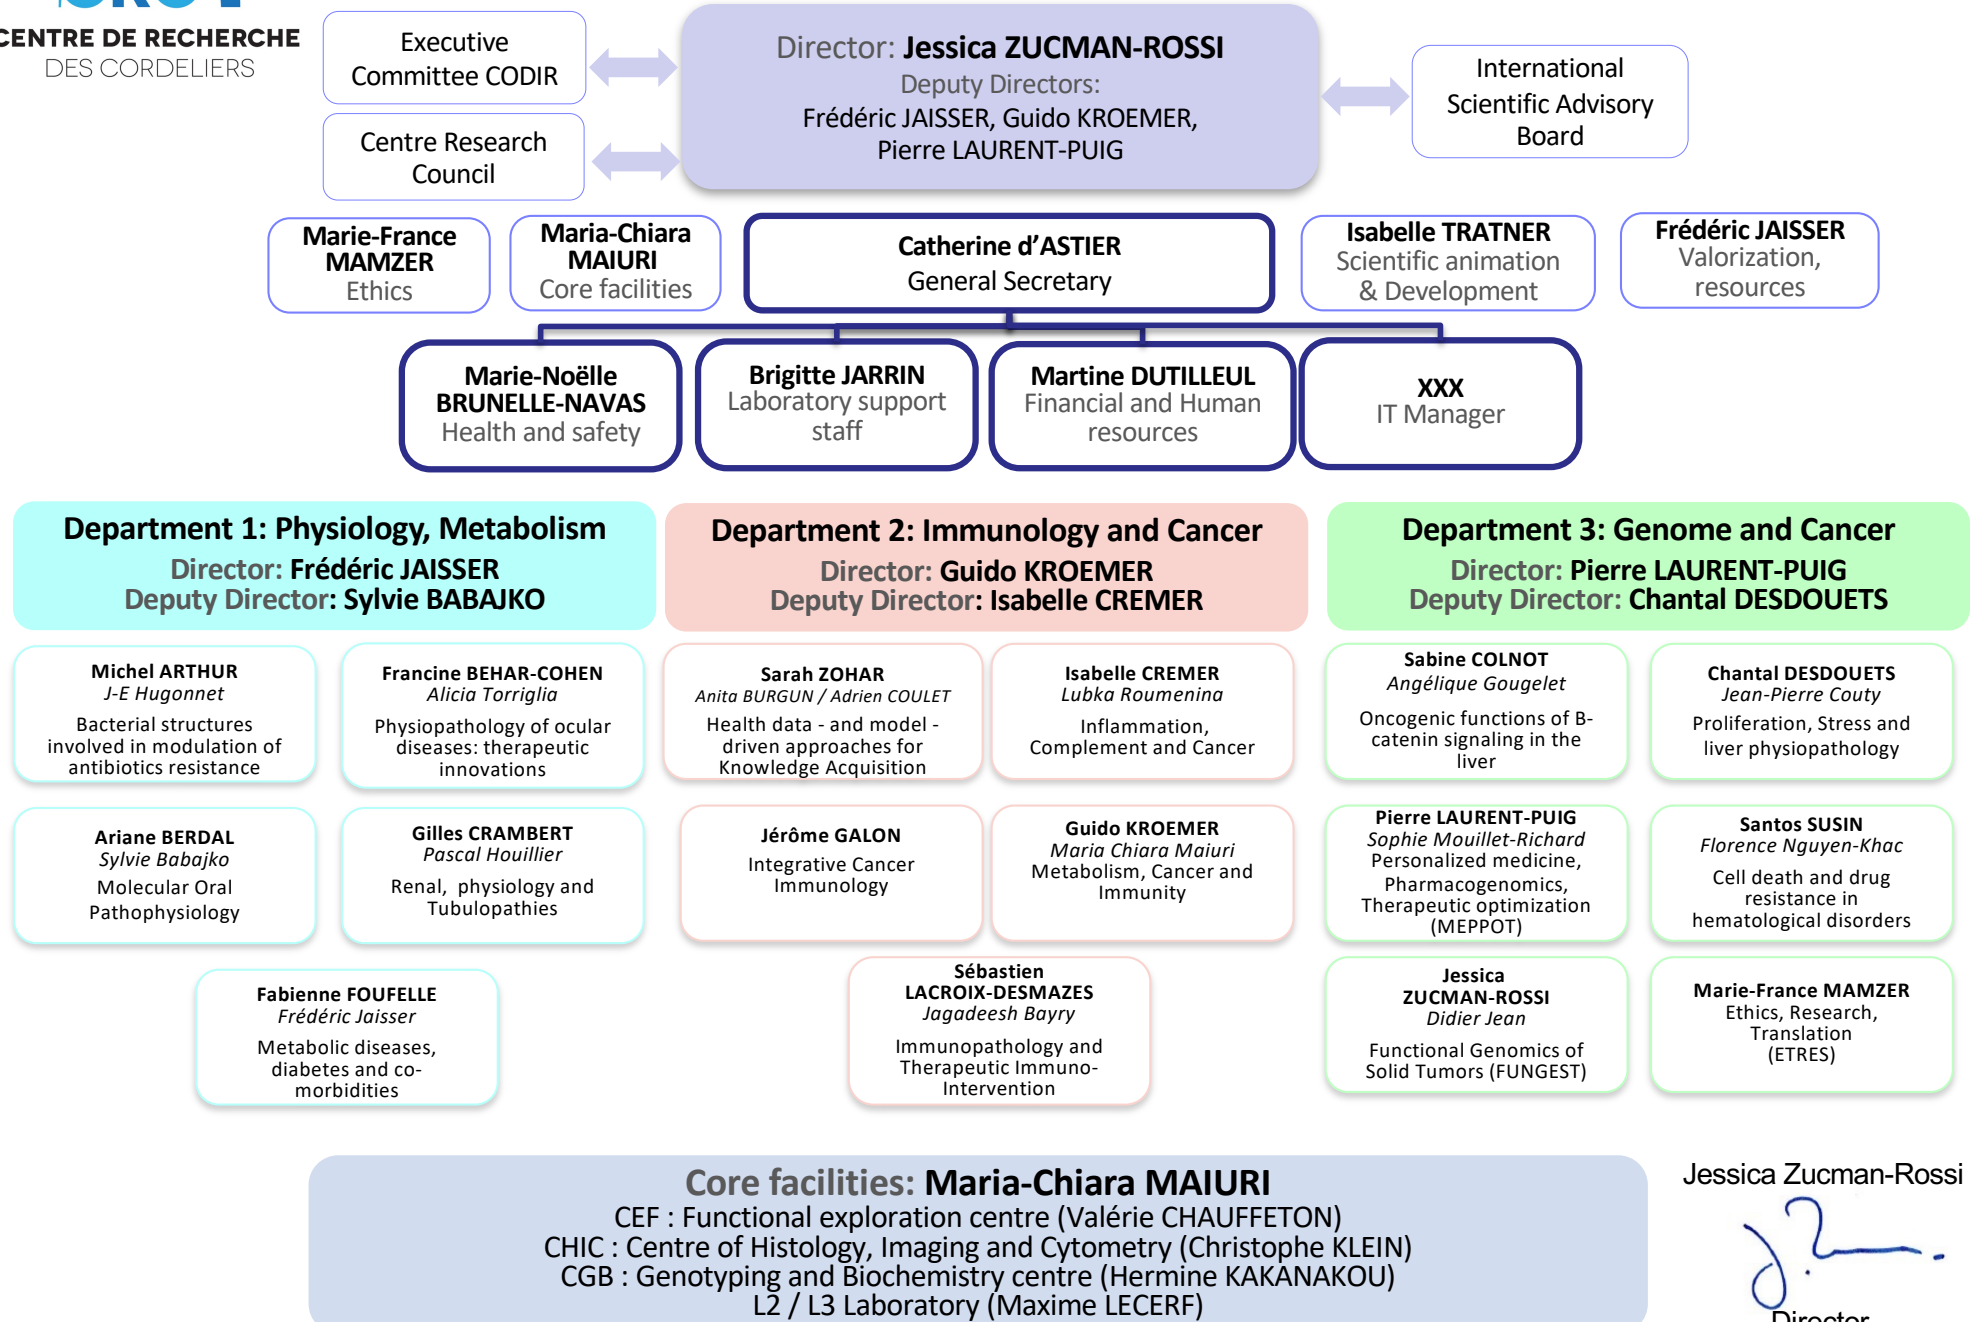 CENTRE DE RECHERCHE
DES CORDELIERS
Executive
Committee CODIR
Centre Research
Council
Director: Jessica ZUCMAN-ROSSI
Deputy Directors:
Frédéric JAISSER, Guido KROEMER,
Pierre LAURENT-PUIG
International
Scientific Advisory
Board
Marie-France
MAMZER
Ethics
Maria-Chiara
MAIURI
Core facilities
Catherine d’ASTIER
General Secretary
Isabelle TRATNER
Scientific animation
& Development
Frédéric JAISSER
Valorization,
resources
Marie-Noëlle
BRUNELLE-NAVAS
Health and safety
Brigitte JARRIN
Laboratory support
staff
Martine DUTILLEUL
Financial and Human
resources
XXX
IT Manager
Department 1: Physiology, Metabolism
Director: Frédéric JAISSER
Deputy Director: Sylvie BABAJKO
Department 2: Immunology and Cancer
Director: Guido KROEMER
Deputy Director: Isabelle CREMER
Department 3: Genome and Cancer
Director: Pierre LAURENT-PUIG
Deputy Director: Chantal DESDOUETS
Michel ARTHUR
J-E Hugonnet
Bacterial structures
involved in modulation of
antibiotics resistance
Francine BEHAR-COHEN
Alicia Torriglia
Physiopathology of ocular
diseases: therapeutic
innovations
Sarah ZOHAR
Anita BURGUN / Adrien COULET
Health data - and model -
driven approaches for
Knowledge Acquisition
Isabelle CREMER
Lubka Roumenina
Inflammation,
Complement and Cancer
Sabine COLNOT
Angélique Gougelet
Oncogenic functions of B-
catenin signaling in the
liver
Chantal DESDOUETS
Jean-Pierre Couty
Proliferation, Stress and
liver physiopathology
Ariane BERDAL
Sylvie Babajko
Molecular Oral
Pathophysiology
Gilles CRAMBERT
Pascal Houillier
Renal, physiology and
Tubulopathies
Jérôme GALON
Integrative Cancer
Immunology
Guido KROEMER
Maria Chiara Maiuri
Metabolism, Cancer and
Immunity
Pierre LAURENT-PUIG
Sophie Mouillet-Richard
Personalized medicine,
Pharmacogenomics,
Therapeutic optimization
(MEPPOT)
Santos SUSIN
Florence Nguyen-Khac
Cell death and drug
resistance in
hematological disorders
Fabienne FOUFELLE
Frédéric Jaisser
Metabolic diseases,
diabetes and co-
morbidities
Sébastien
LACROIX-DESMAZES
Jagadeesh Bayry
Immunopathology and
Therapeutic Immuno-
Intervention
Jessica
ZUCMAN-ROSSI
Didier Jean
Functional Genomics of
Solid Tumors (FUNGEST)
Marie-France MAMZER
Ethics, Research,
Translation
(ETRES)
Core facilities: Maria-Chiara MAIURI
CEF : Functional exploration centre (Valérie CHAUFFETON)
CHIC : Centre of Histology, Imaging and Cytometry (Christophe KLEIN)
CGB : Genotyping and Biochemistry centre (Hermine KAKANAKOU)
L2 / L3 Laboratory (Maxime LECERF)
Jessica Zucman-Rossi
Director